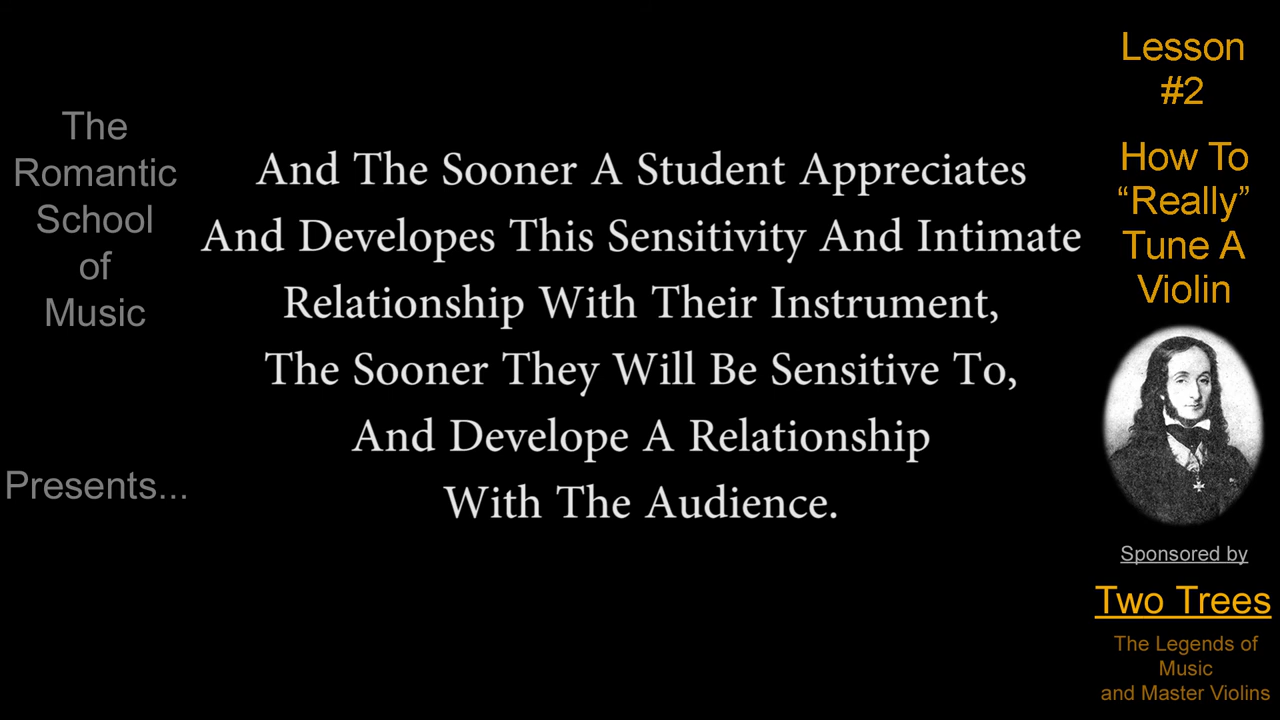 The
Romantic
School
of
Music
Presents...
And The Sooner A Student Appreciates
And Developes This Sensitivity And Intimate
Relationship With Their Instrument,
The Sooner They Will Be Sensitive To,
And Develope A Relationship
With The Audience.
Lesson
#2
How To
“Really”
Tune A
Violin
Sponsored by
Two Trees
The Legends of
Music
and Master Violins